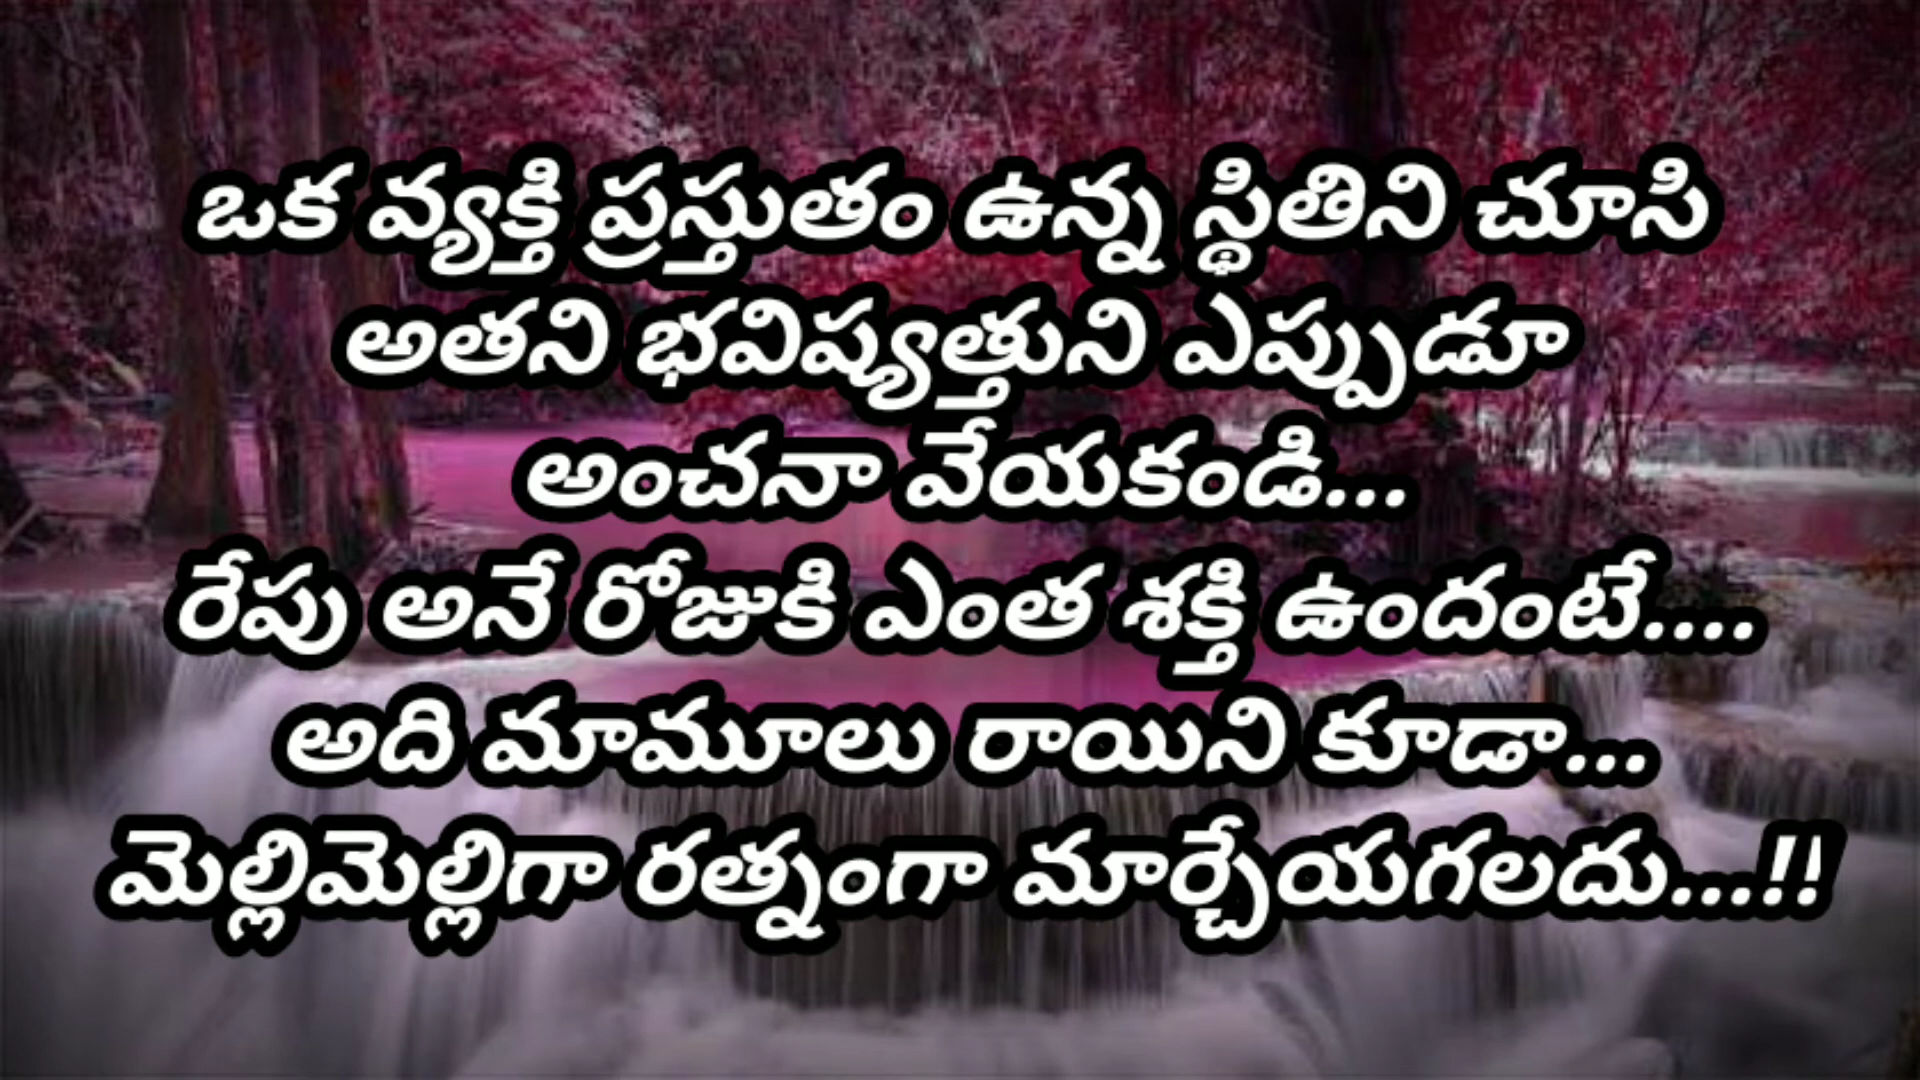 ఒక వ్యక్తి ప్రస్తుతం ఉన్న స్థితిని చూసి
అతని భవిష్యత్తుని ఎప్పుడూ
అంచనా వేయకండి...
రేపు అనే రోజుకి ఎంత శక్తి ఉందంటే....
అది మామూలు రాయిని కూడా...
మెల్లిమెల్లిగా రత్నంగా మార్చేయగలదు...!!